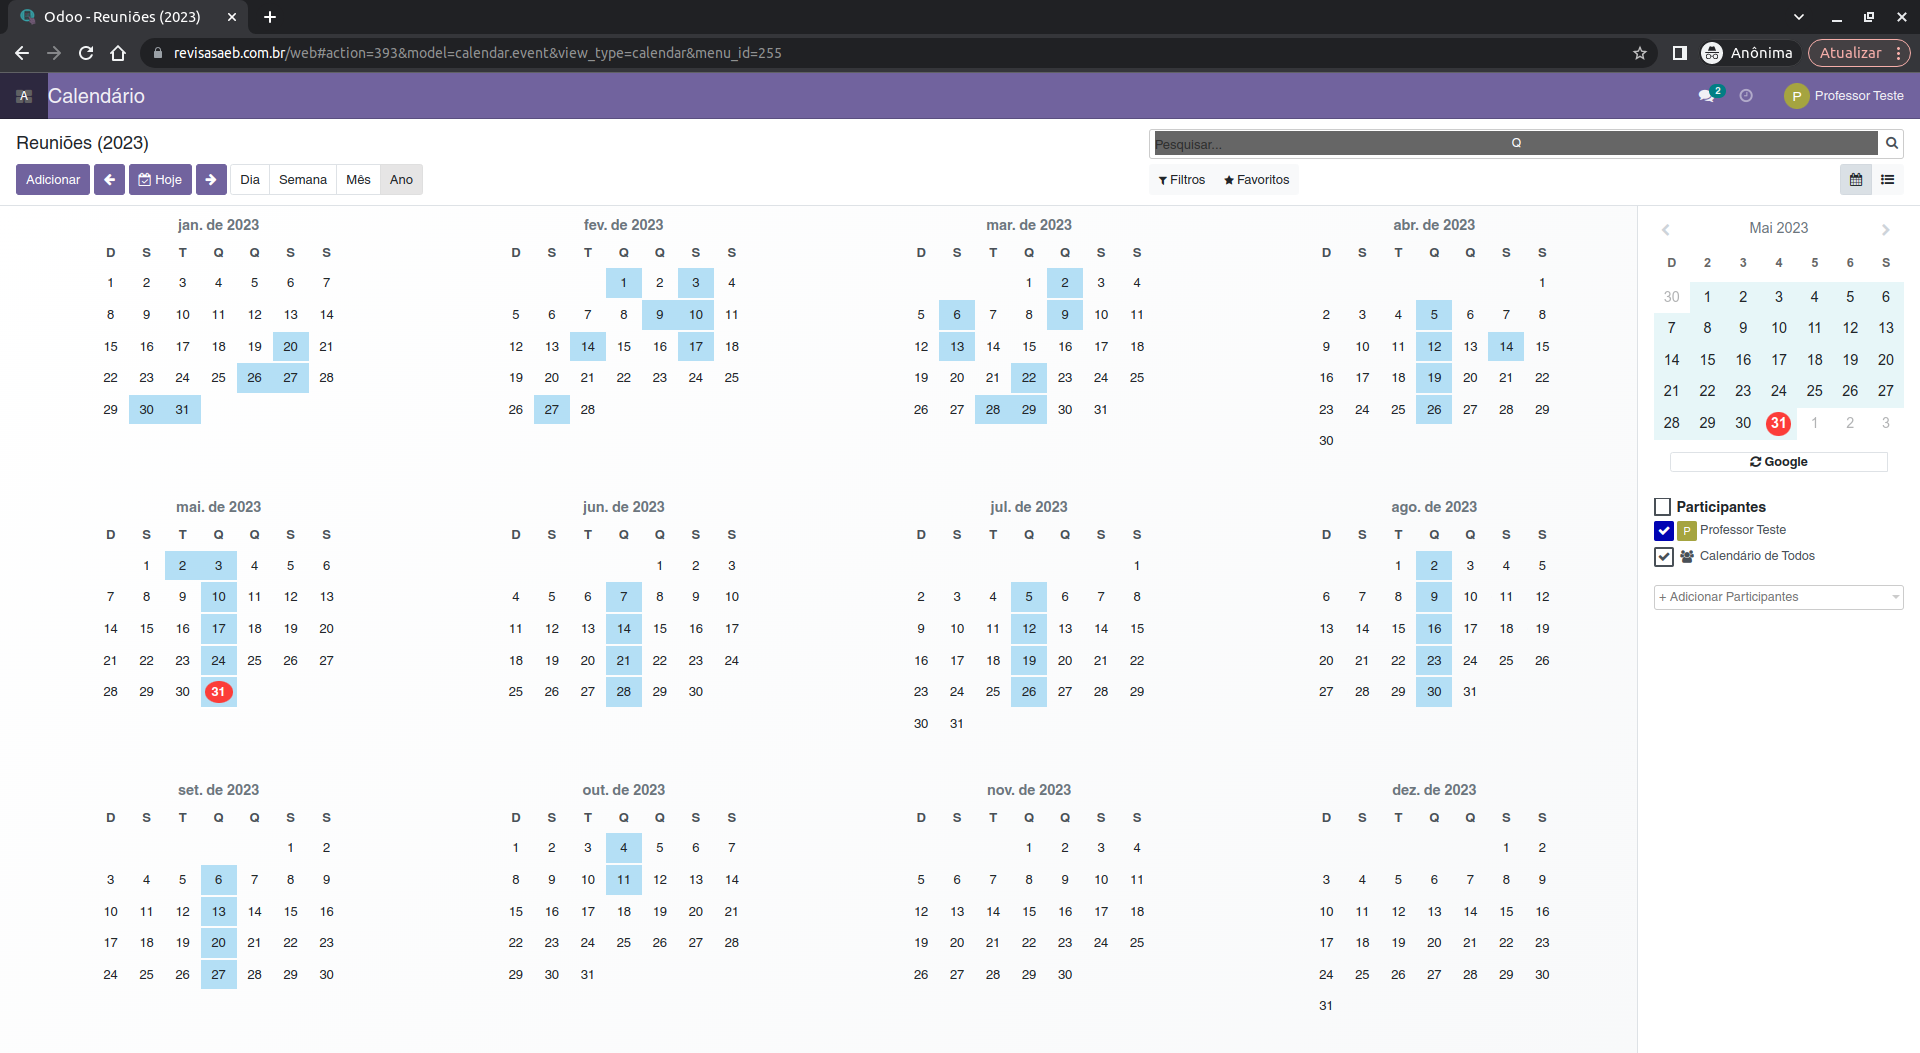 Odoo - Reuniões (2023)
revisasaeb.com.br/web#action=393&model=calendar.event&view_type=calendar&menu_id=255
Anônima
Atualizar
A
Calendário
2
P
Professor Teste
Reuniões (2023)
Pesquisar...
Q
Adicionar
Hoje
Dia Semana Mês Ano
Filtros
Favoritos
jan. de 2023
D S T Q Q S S
1 2 3 4 5 6 7
8 9 10 11 12 13 14
15 16 17 18 19 20 21
22 23 24 25 26 27 28
29 30 31
fev. de 2023
D S T Q Q S S
1 2 3 4
5 6 7 8 9 10 11
12 13 14 15 16 17 18
19 20 21 22 23 24 25
26 27 28
mar. de 2023
D S T Q Q S S
1 2 3 4
5 6 7 8 9 10 11
12 13 14 15 16 17 18
19 20 21 22 23 24 25
26 27 28 29 30 31
abr. de 2023
D S T Q Q S S
1
2 3 4 5 6 7 8
9 10 11 12 13 14 15
16 17 18 19 20 21 22
23 24 25 26 27 28 29
30
mai. de 2023
D S T Q Q S S
1 2 3 4 5 6
7 8 9 10 11 12 13
14 15 16 17 18 19 20
21 22 23 24 25 26 27
28 29 30 31
jun. de 2023
D S T Q Q S S
1 2 3
4 5 6 7 8 9 10
11 12 13 14 15 16 17
18 19 20 21 22 23 24
25 26 27 28 29 30
jul. de 2023
D S T Q Q S S
1
2 3 4 5 6 7 8
9 10 11 12 13 14 15
16 17 18 19 20 21 22
23 24 25 26 27 28 29
30 31
ago. de 2023
D S T Q Q S S
1 2 3 4 5
6 7 8 9 10 11 12
13 14 15 16 17 18 19
20 21 22 23 24 25 26
27 28 29 30 31
set. de 2023
D S T Q Q S S
1 2
3 4 5 6 7 8 9
10 11 12 13 14 15 16
17 18 19 20 21 22 23
24 25 26 27 28 29 30
out. de 2023
D S T Q Q S S
1 2 3 4 5 6 7
8 9 10 11 12 13 14
15 16 17 18 19 20 21
22 23 24 25 26 27 28
29 30 31
nov. de 2023
D S T Q Q S S
1 2 3 4
5 6 7 8 9 10 11
12 13 14 15 16 17 18
19 20 21 22 23 24 25
26 27 28 29 30
dez. de 2023
D S T Q Q S S
1 2
3 4 5 6 7 8 9
10 11 12 13 14 15 16
17 18 19 20 21 22 23
24 25 26 27 28 29 30
31
Mai 2023
D 2 3 4 5 6 S
30 1 2 3 4 5 6
7 8 9 10 11 12 13
14 15 16 17 18 19 20
21 22 23 24 25 26 27
28 29 30 31 1 2 3
Google
Participantes
P Professor Teste
Calendário de Todos
+ Adicionar Participantes